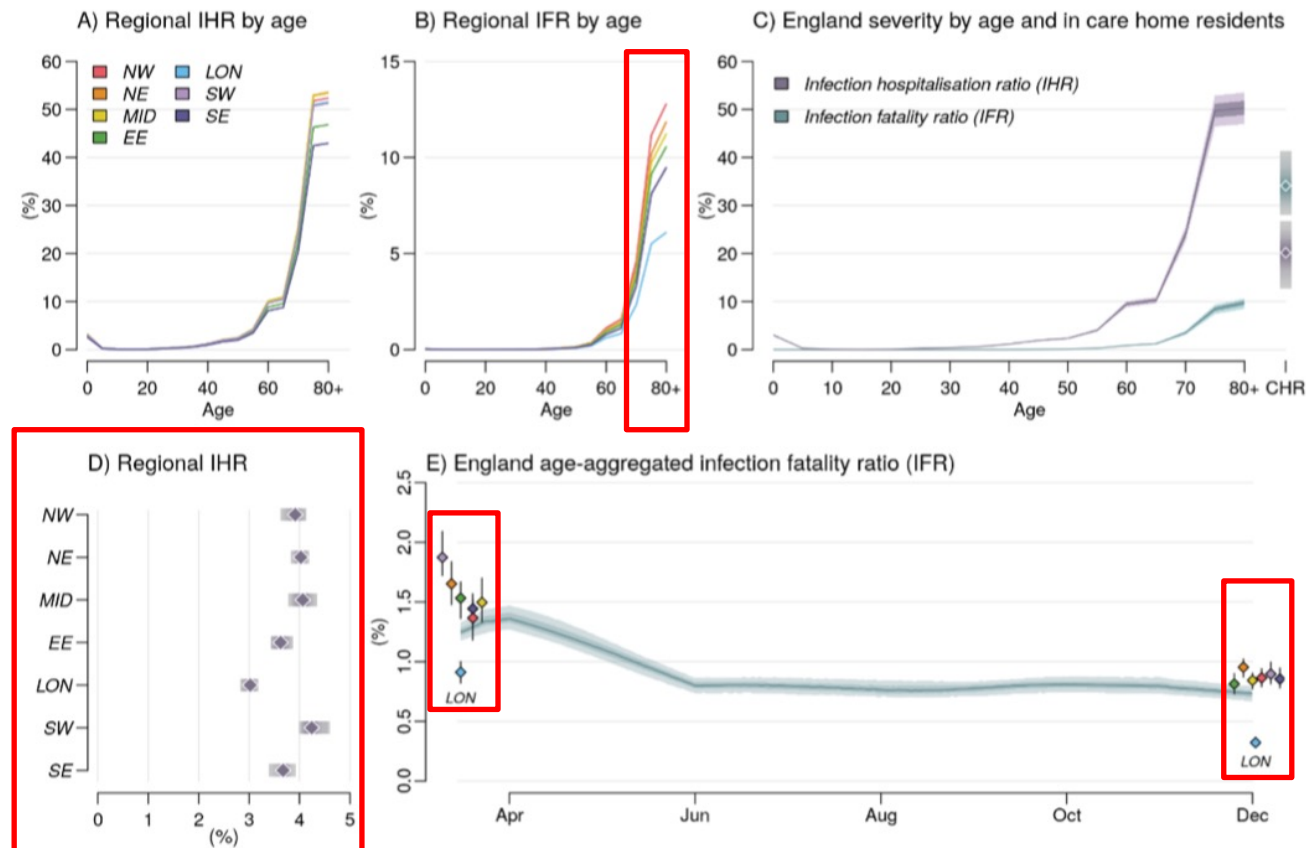 A) Regional IHR by age
60
50
40
30
20
10
0
(%)
NW
NE
MID
EE
LON
SW
SE
0
20
40
60
80+
Age
B) Regional IFR by age
15
10
5
0
(%)
0
20
40
60
80+
Age
C) England severity by age and in care home residents
60
50
40
30
20
10
0
(%)
Infection hospitalisation ratio (IHR)
Infection fatality ratio (IFR)
0
10
20
30
40
50
60
70
80+
CHR
Age
D) Regional IHR
NW
NE
MID
EE
LON
SW
SE
0
1
2
3
4
5
(%)
E) England age-aggregated infection fatality ratio (IFR)
2.5
2.0
1.5
1.0
0.5
0.0
(%)
LON
LON
Apr
Jun
Aug
Oct
Dec